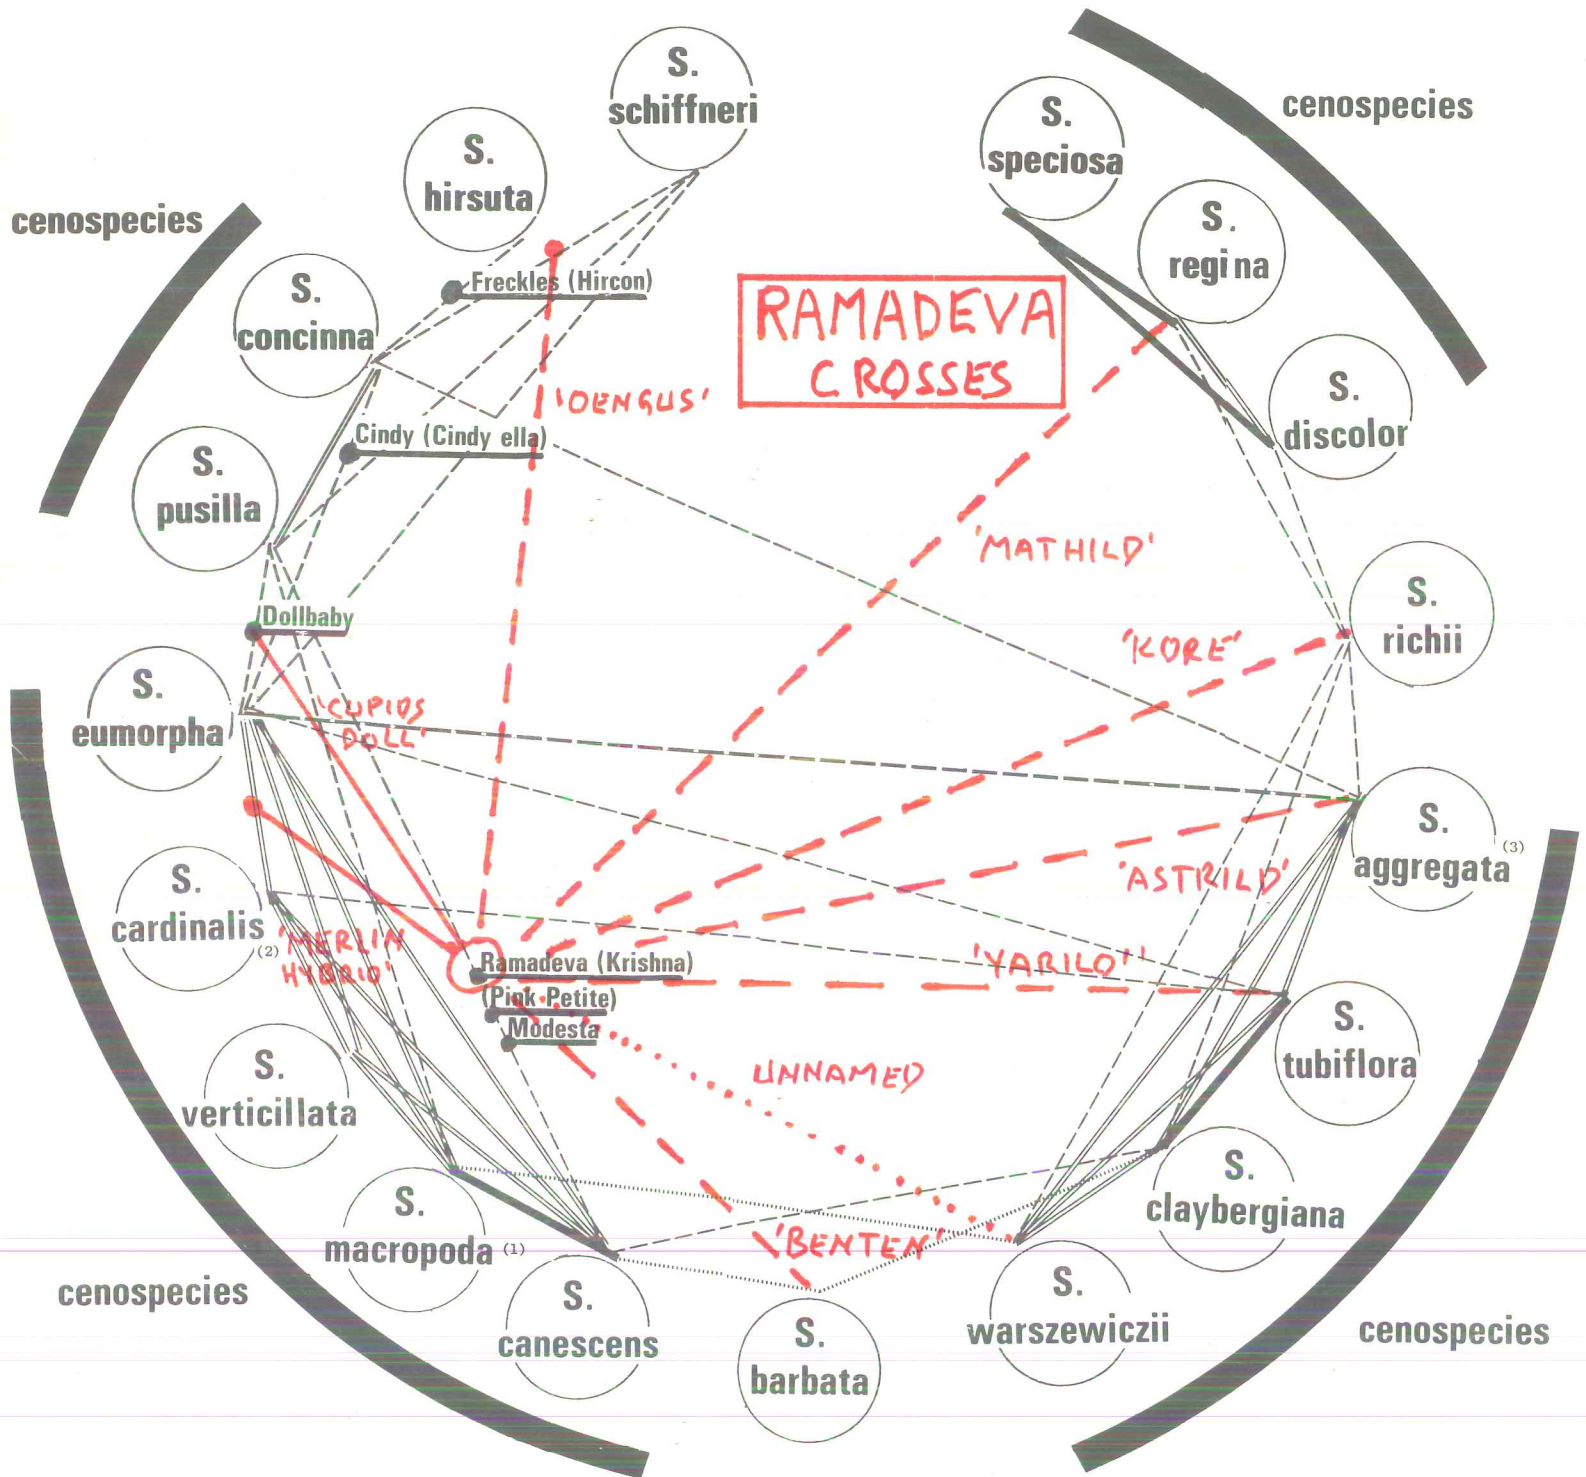 S.
schiffneri
S.
hirsuta
cenospecies
S.
speciosa
cenospecies
S.
regina
Freckles (Hircon)
S.
concinna
RAMADEVA
CROSSES
'OENGUS'
S.
discolor
Cindy (Cindy ella)
S.
pusilla
'MATHILD'
Dollbaby
S.
richii
'KORE'
S.
eumorpha
'CUPIDS
DOLL'
S.
aggregata (3)
'ASTRILD'
S.
cardinalis (2)
'MERLIN
HYBRID'
Ramadeva (Krishna)
(Pink Petite)
Modesta
'YARILO''
S.
tubiflora
S.
verticillata
UNNAMED
S.
claybergiana
S.
macropoda (1)
'BENTEN'
cenospecies
S.
canescens
S.
barbata
S.
warszewiczii
cenospecies